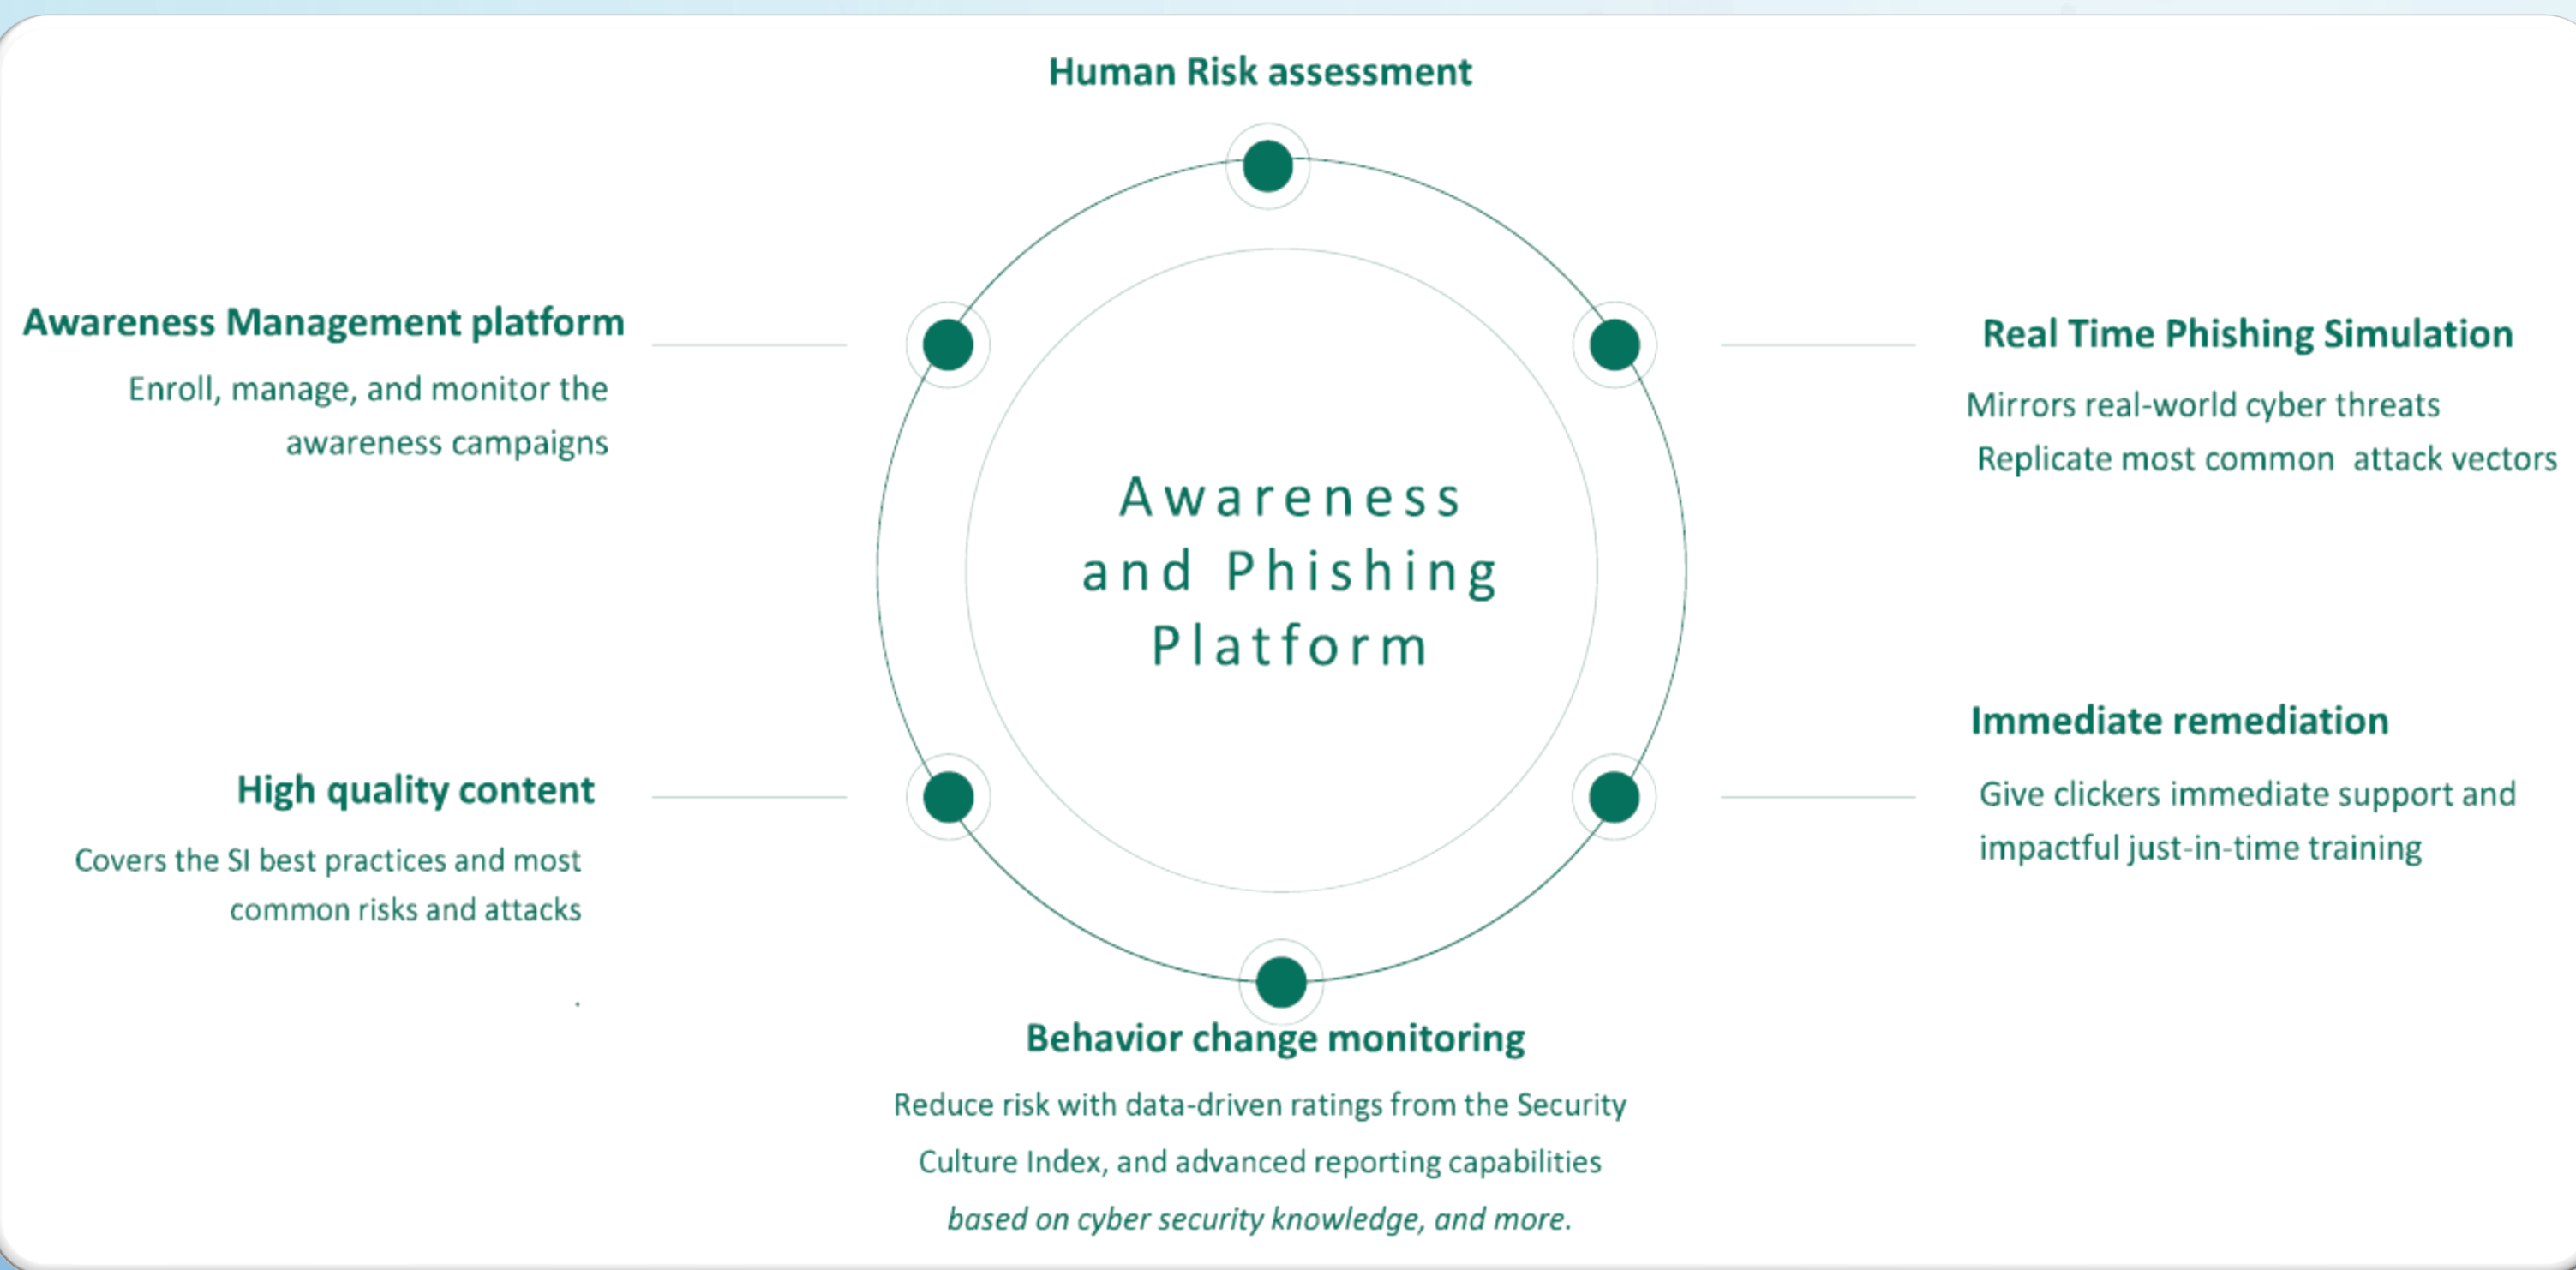 Human Risk assessment
Awareness Management platform
Enroll, manage, and monitor the
awareness campaigns
Real Time Phishing Simulation
Mirrors real-world cyber threats
Replicate most common  attack vectors
Awareness
and Phishing
Platform
High quality content
Covers the SI best practices and most
common risks and attacks
.
Immediate remediation
Give clickers immediate support and
impactful just-in-time training
Behavior change monitoring
Reduce risk with data-driven ratings from the Security
Culture Index, and advanced reporting capabilities
based on cyber security knowledge, and more.